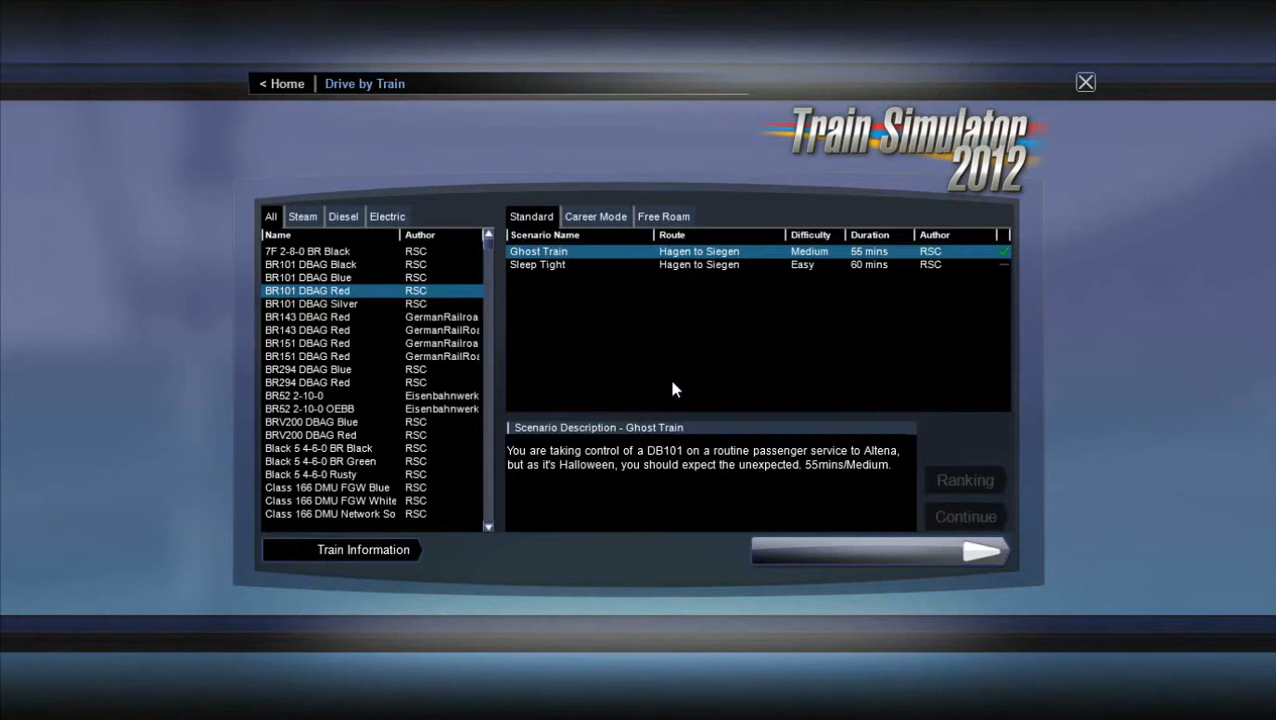 < Home | Drive by Train
Train Simulator
2012
All Steam Diesel Electric
Name Author
7F 2-8-0 BR Black RSC
BR101 DBAG Black RSC
BR101 DBAG Blue RSC
BR101 DBAG Red RSC
BR101 DBAG Silver RSC
BR143 DBAG Red GermanRailroa
BR143 DBAG Red GermanRailRoa
BR151 DBAG Red GermanRailroa
BR151 DBAG Red GermanRailRoa
BR294 DBAG Blue RSC
BR294 DBAG Red RSC
BR52 2-10-0 Eisenbahnwerk
BR52 2-10-0 OEBB Eisenbahnwerk
BRV200 DBAG Blue RSC
BRV200 DBAG Red RSC
Black 5 4-6-0 BR Black RSC
Black 5 4-6-0 BR Green RSC
Black 5 4-6-0 Rusty RSC
Class 166 DMU FGW Blue RSC
Class 166 DMU FGW White RSC
Class 166 DMU Network So RSC
Train Information
Standard Career Mode Free Roam
Scenario Name Route Difficulty Duration Author
Ghost Train Hagen to Siegen Medium 55 mins RSC
Sleep Tight Hagen to Siegen Easy 60 mins RSC
Scenario Description - Ghost Train
You are taking control of a DB101 on a routine passenger service to Altena,
but as it's Halloween, you should expect the unexpected. 55mins/Medium.
Ranking
Continue